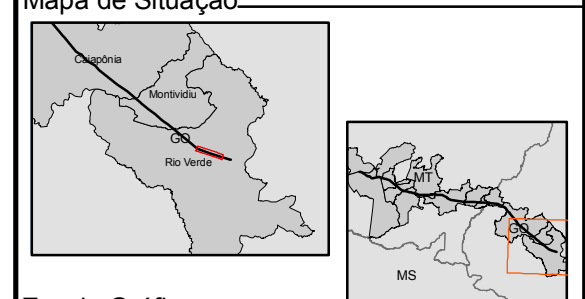 Mapa de Situação
Caiapônia
Montividiu
GO
Rio Verde
MT
GO
MS